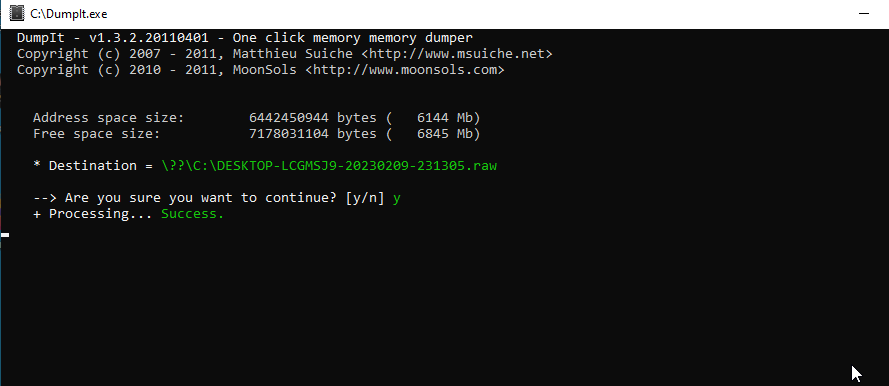 C:\DumpIt.exe
DumpIt - v1.3.2.20110401 - One click memory memory dumper
Copyright (c) 2007 - 2011, Matthieu Suiche <http://www.msuiche.net>
Copyright (c) 2010 - 2011, MoonSols <http://www.moonsols.com>
Address space size:        6442450944 bytes (   6144 Mb)
Free space size:           7178031104 bytes (   6845 Mb)
* Destination = \??\C:\DESKTOP-LCGMSJ9-20230209-231305.raw
--> Are you sure you want to continue? [y/n] y
+ Processing... Success.